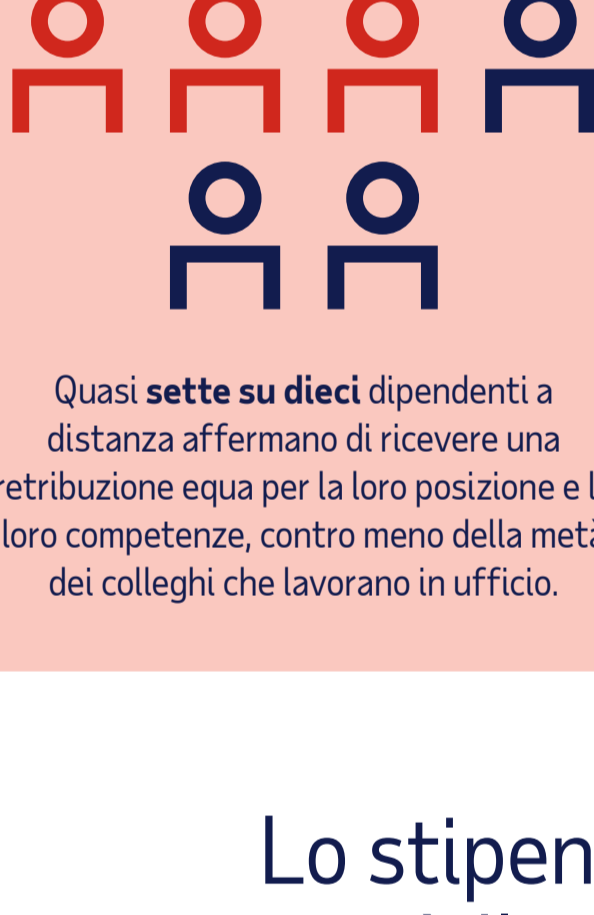 Quasi sette su dieci dipendenti a
distanza affermano di ricevere una
retribuzione equa per la loro posizione e l
loro competenze, contro meno della metà
dei colleghi che lavorano in ufficio.
Lo stipen